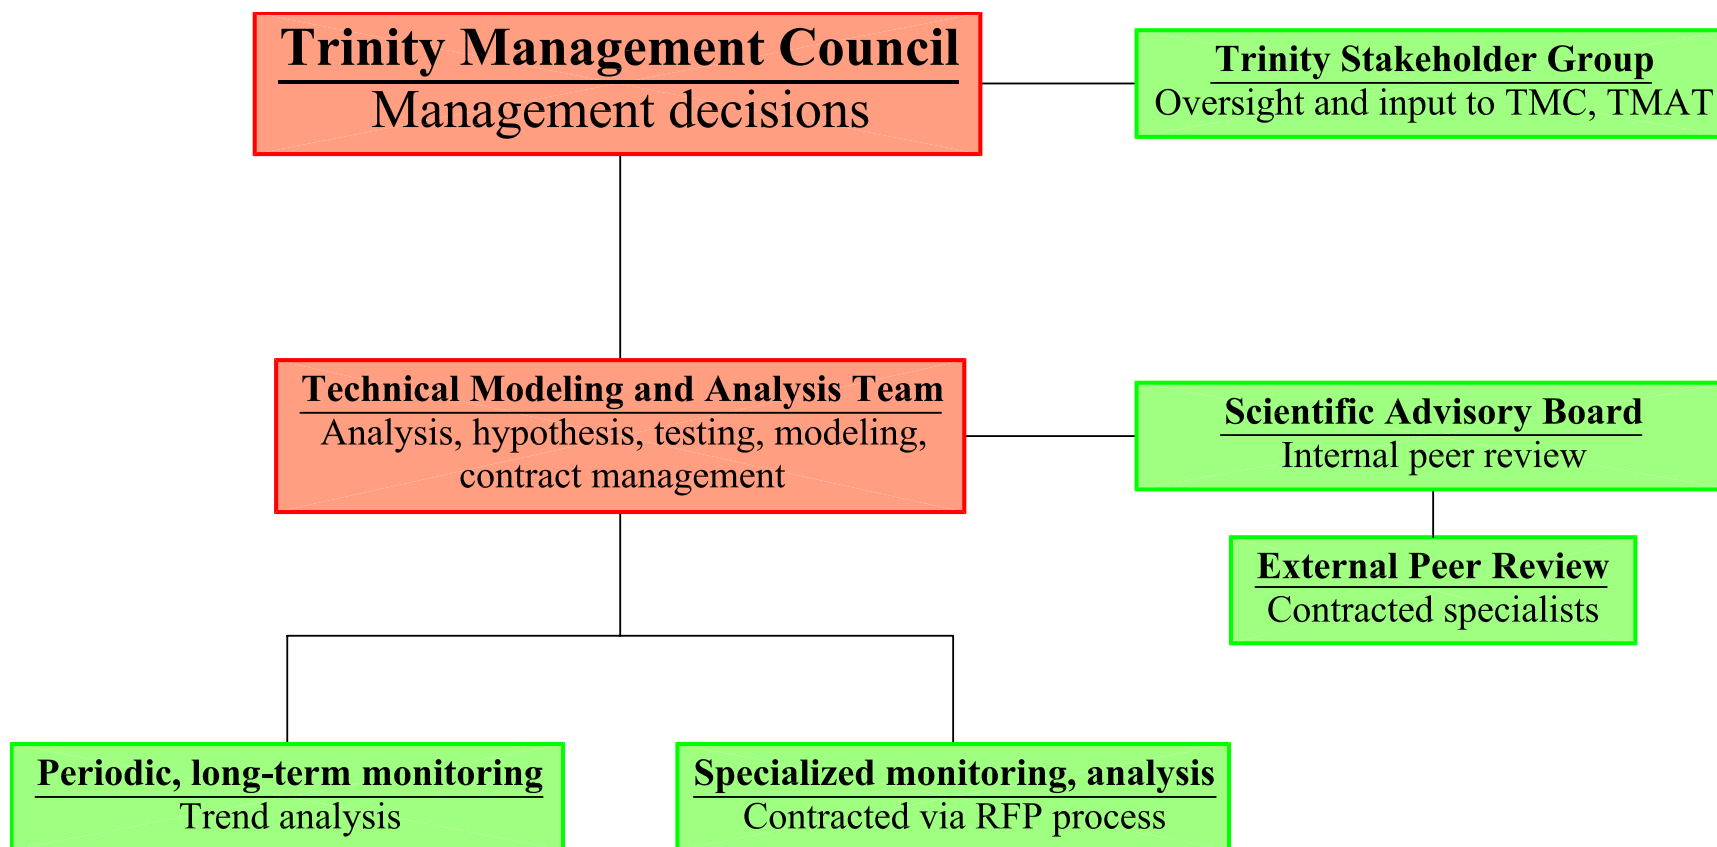 Trinity Management Council
Management decisions
Trinity Stakeholder Group
Oversight and input to TMC, TMAT
Technical Modeling and Analysis Team
Analysis, hypothesis, testing, modeling,
contract management
Scientific Advisory Board
Internal peer review
External Peer Review
Contracted specialists
Periodic, long-term monitoring
Trend analysis
Specialized monitoring, analysis
Contracted via RFP process